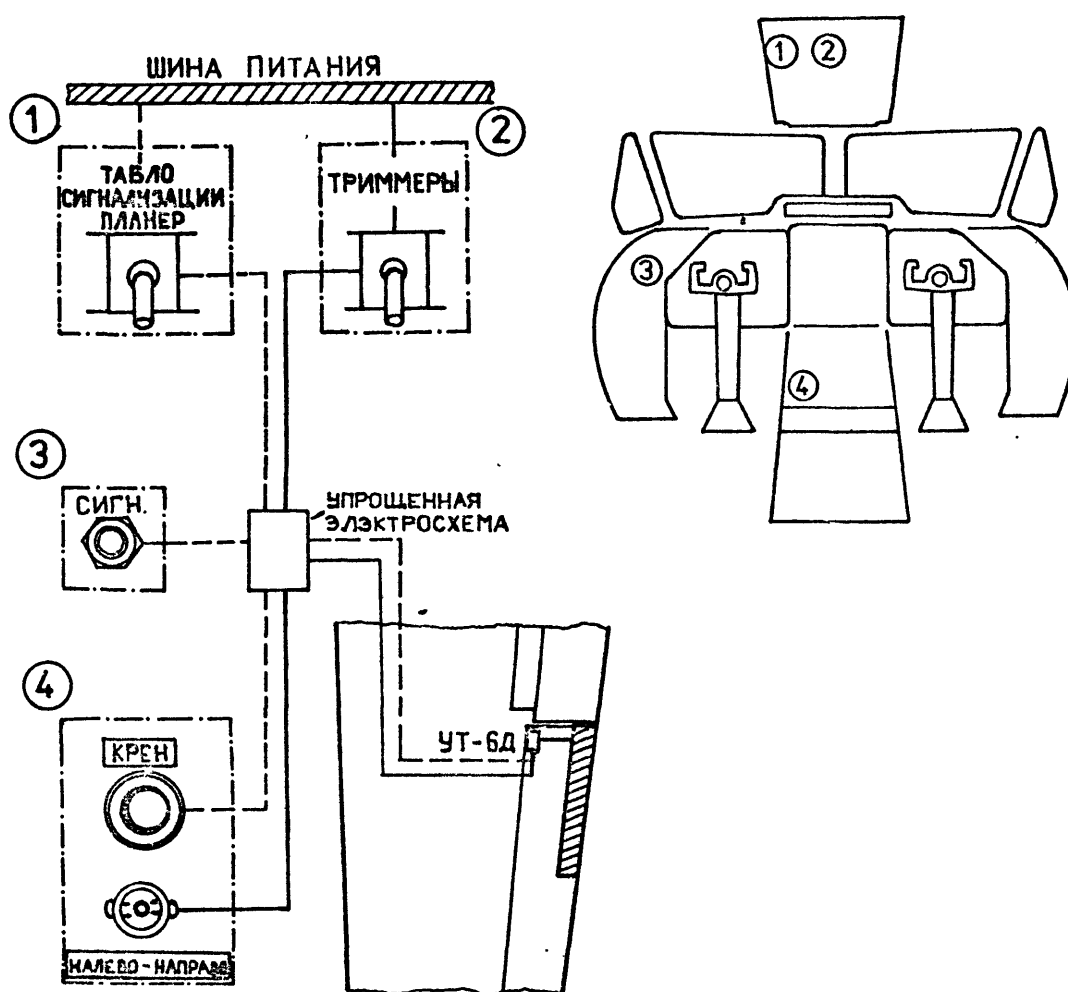 ШИНА ПИТАНИЯ
1
2
ТАБЛО
СИГНАЛИЗАЦИИ
ПЛАНЕР
ТРИММЕРЫ
3
СИГН.
УПРОЩЕННАЯ
ЭЛЭКТРОСХЕМА
4
КРЕН
НАЛЕВО-НАПРАВО
УТ-6Д
1 2
3
4